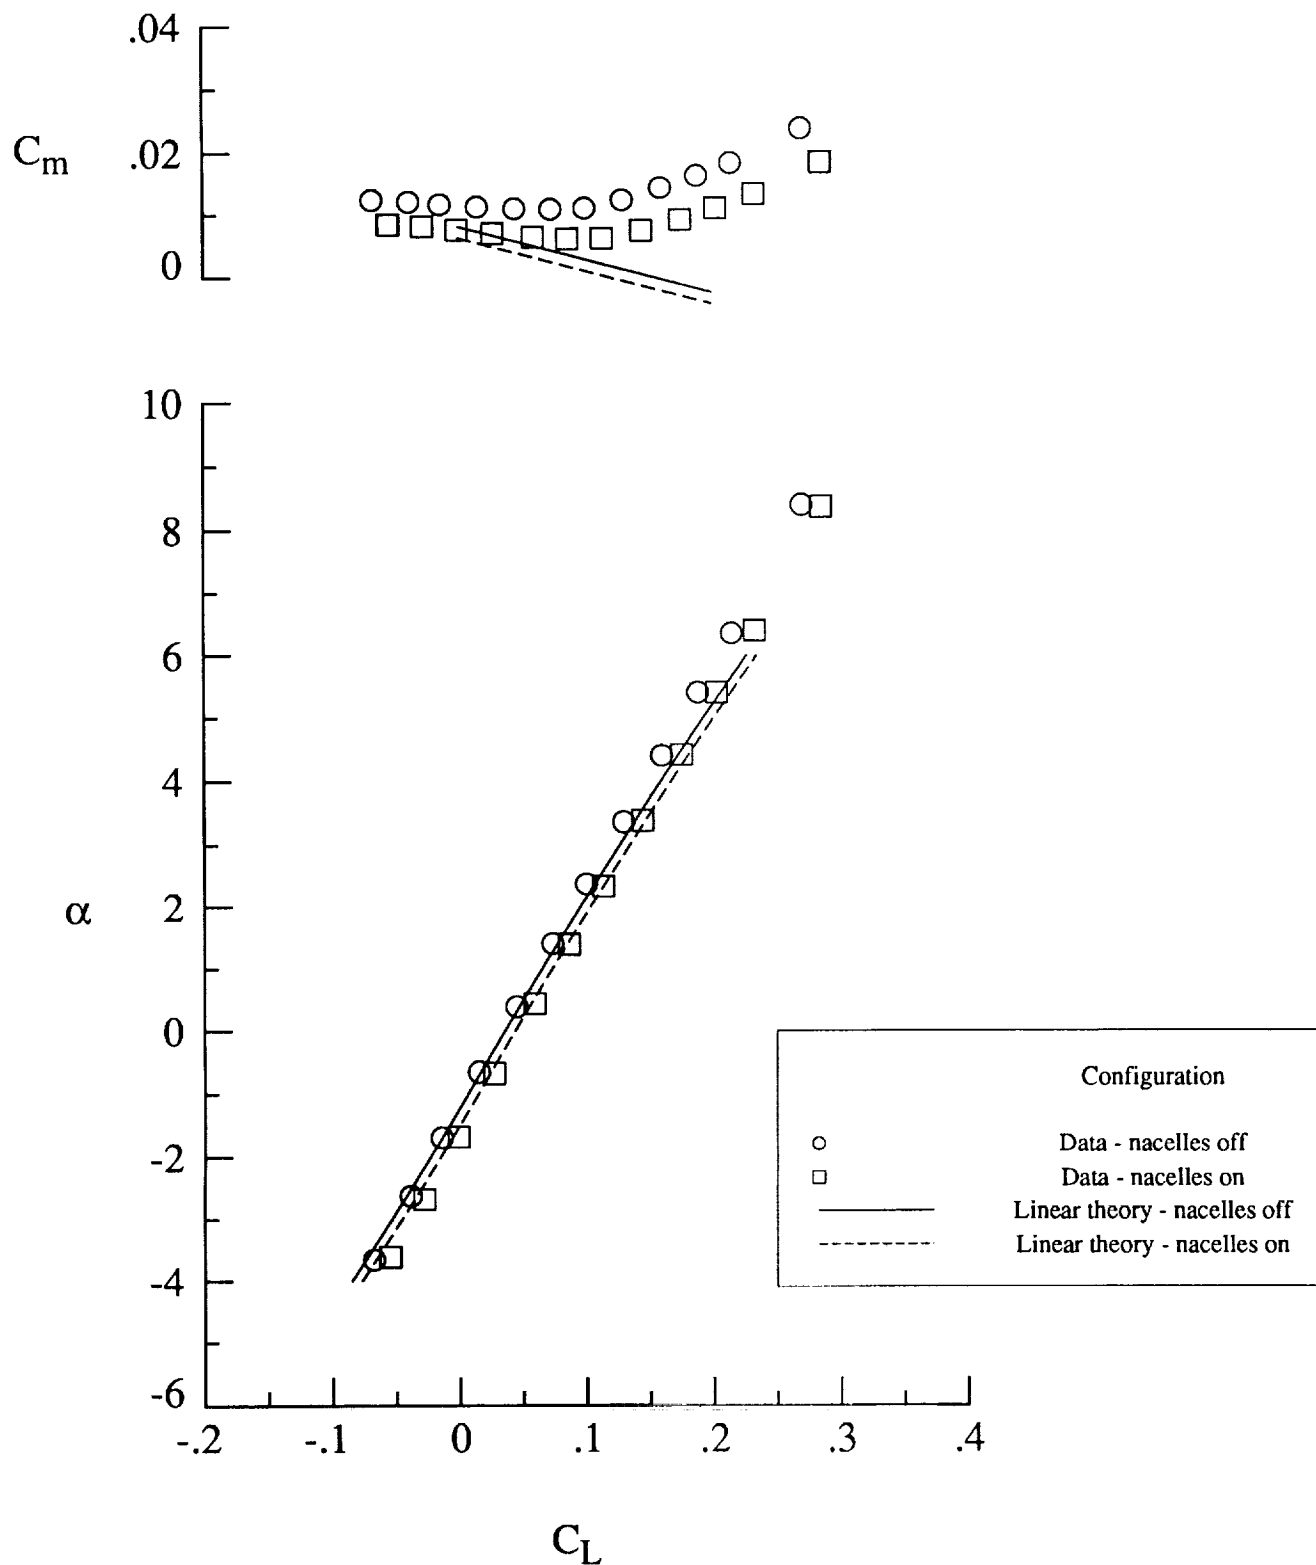 .04
C_m
.02
0
10
8
6
4
α
2
0
-2
-4
-6
-.2
-.1
0
.1
.2
.3
.4
C_L
Configuration
Data - nacelles off
Data - nacelles on
Linear theory - nacelles off
Linear theory - nacelles on